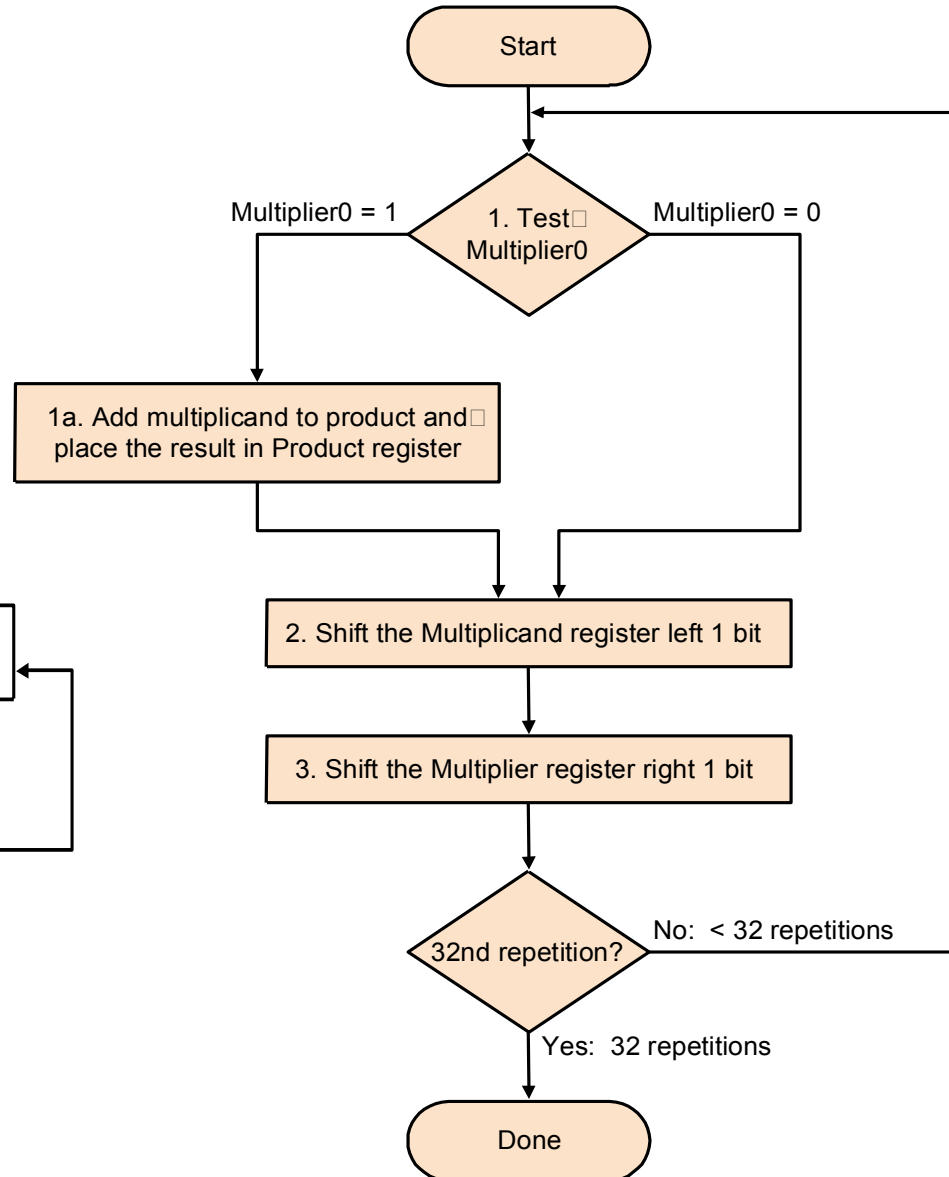 Start
Multiplier0 = 1
1. Test
Multiplier0
Multiplier0 = 0
1a. Add multiplicand to product and
place the result in Product register
2. Shift the Multiplicand register left 1 bit
3. Shift the Multiplier register right 1 bit
32nd repetition?
No: < 32 repetitions
Yes: 32 repetitions
Done